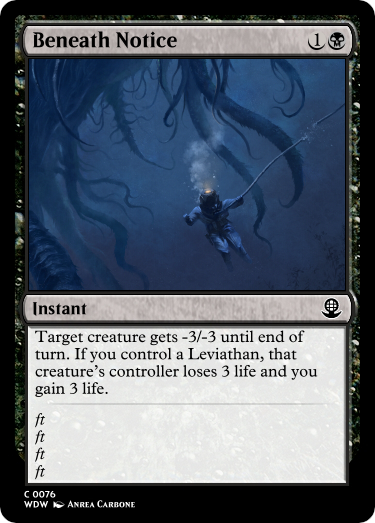 Beneath Notice 1
Instant
Target creature gets -3/-3 until end of
turn. If you control a Leviathan, that
creature's controller loses 3 life and you
gain 3 life.
ft
ft
ft
ft
C 0076
WDW Anrea Carbone